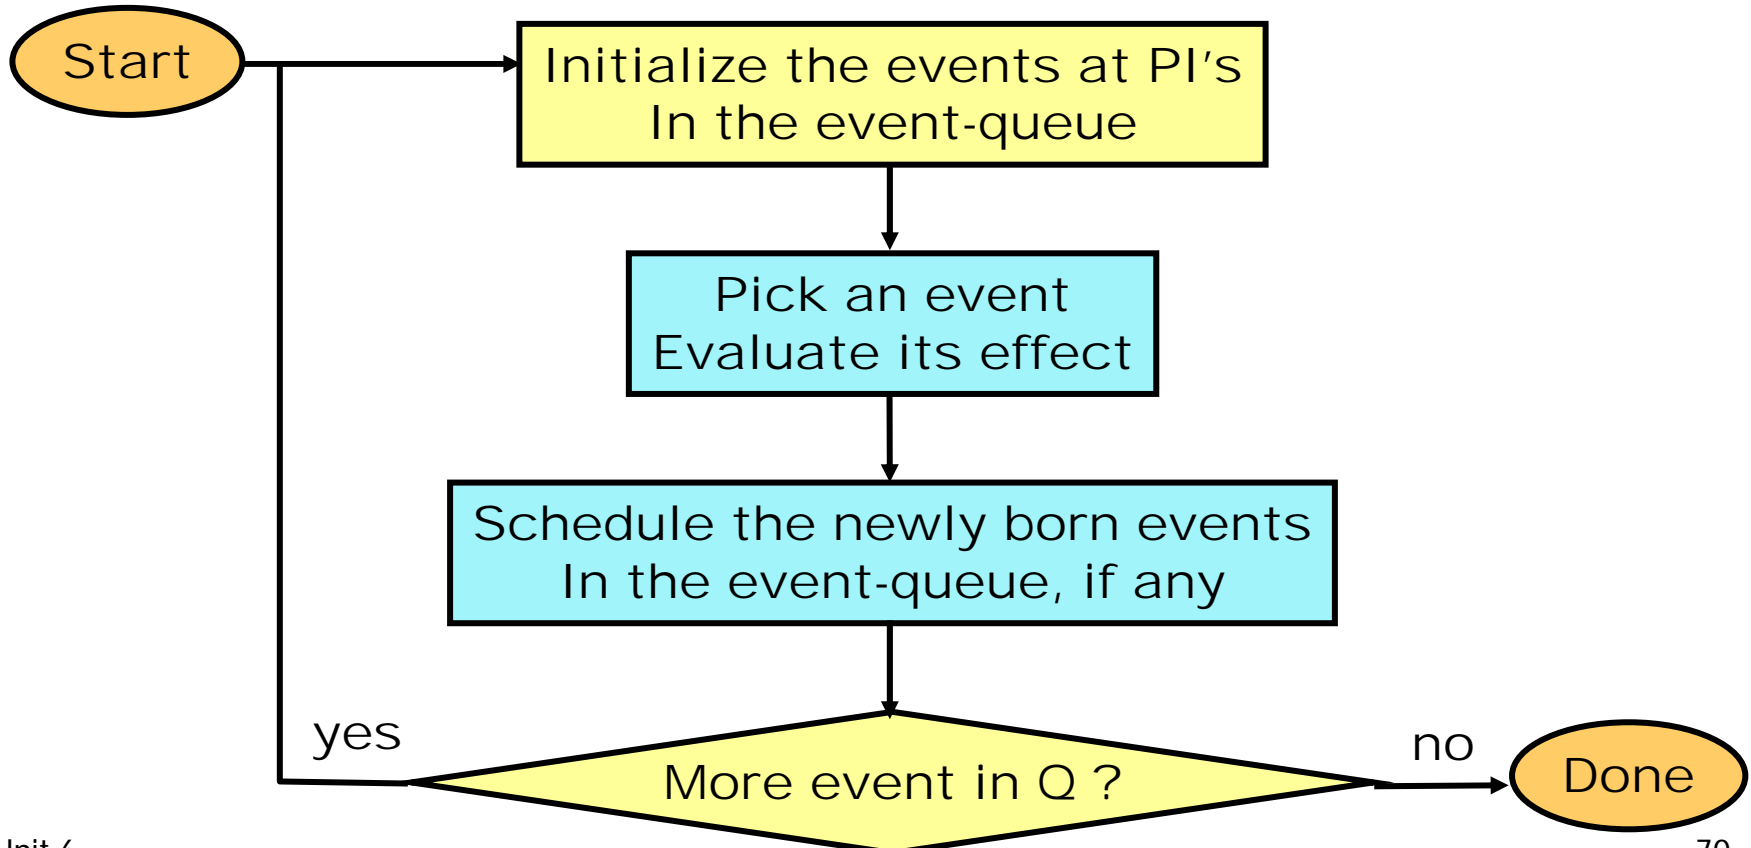 Start
Initialize the events at PI's
In the event-queue
Pick an event
Evaluate its effect
Schedule the newly born events
In the event-queue, if any
yes
no
More event in Q ?
Done